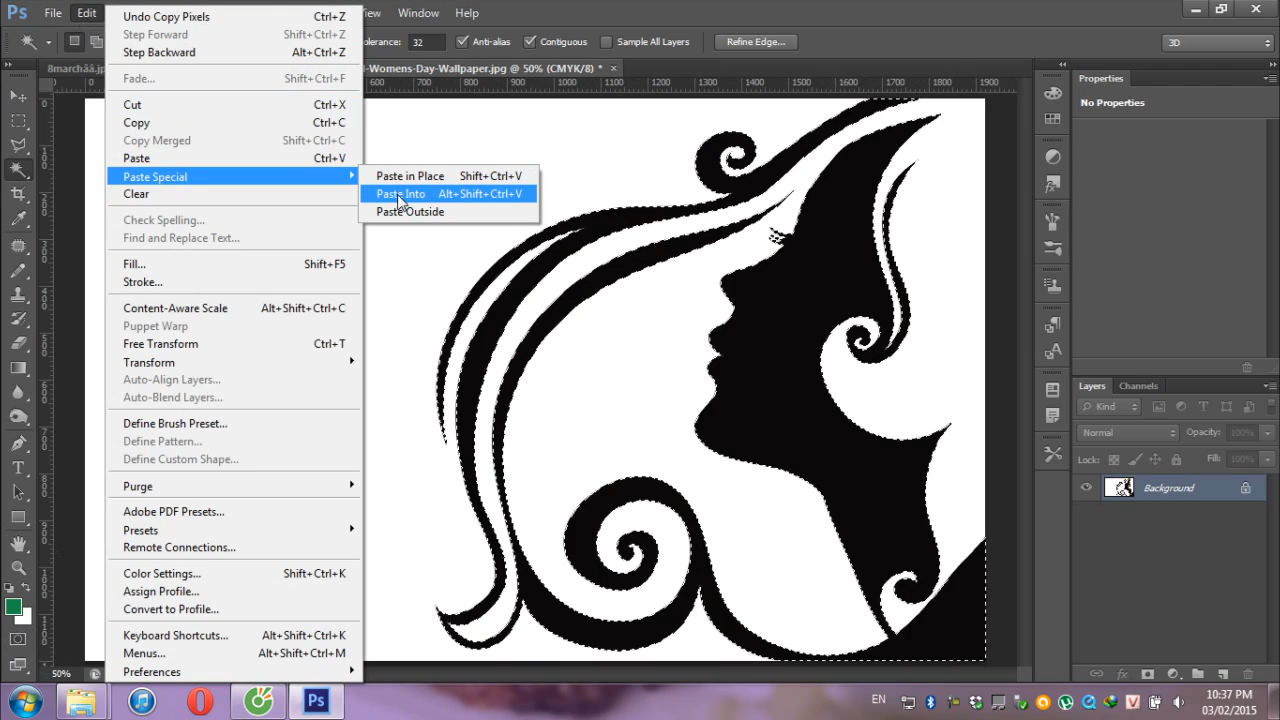 Ps File Edit View Window Help
Tolerance: 32 Anti-alias Contiguous Sample All Layers Refine Edge... 3D
8marchââ.j l-Womens-Day-Wallpaper.jpg @ 50% (CMYK/8) * ×
0 600 700 800 900 1000 1100 1200 1300 1400 1500 1600 1700 1800 1900
Undo Copy Pixels Ctrl+Z
Step Forward Shift+Ctrl+Z
Step Backward Alt+Ctrl+Z
Fade... Shift+Ctrl+F
Cut Ctrl+X
Copy Ctrl+C
Copy Merged Shift+Ctrl+C
Paste Ctrl+V
Paste Special
Clear
Check Spelling...
Find and Replace Text...
Fill... Shift+F5
Stroke...
Content-Aware Scale Alt+Shift+Ctrl+C
Puppet Warp
Free Transform Ctrl+T
Transform
Auto-Align Layers...
Auto-Blend Layers...
Define Brush Preset...
Define Pattern...
Define Custom Shape...
Purge
Adobe PDF Presets...
Presets
Remote Connections...
Color Settings... Shift+Ctrl+K
Assign Profile...
Convert to Profile...
Keyboard Shortcuts... Alt+Shift+Ctrl+K
Menus... Alt+Shift+Ctrl+M
Preferences
Paste in Place Shift+Ctrl+V
Paste Into Alt+Shift+Ctrl+V
Paste Outside
Properties
No Properties
Layers Channels
Kind
Normal Opacity: 100%
Lock: Fill: 100%
Background
50%
EN
10:37 PM
03/02/2015